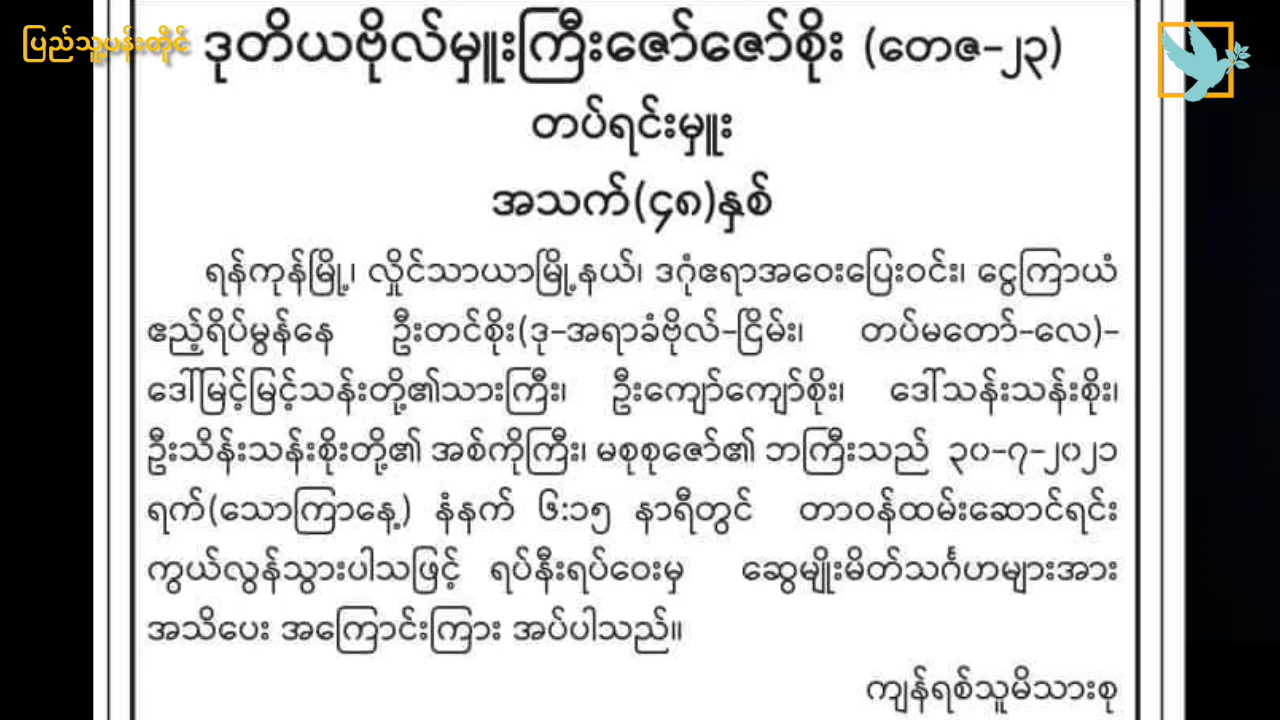 ပြည်သူ့ပန်းတိုင်
ဒုတိယဗိုလ်မှူးကြီးဇော်ဇော်စိုး (တေဇ-၂၃)
တပ်ရင်းမှူး
အသက်(၄၈)နှစ်
ရန်ကုန်မြို့၊ လှိုင်သာယာမြို့နယ်၊ ဒဂုံဧရာအဝေးပြေးဝင်း၊ ငွေကြာယံ
ဧည့်ရိပ်မွန်နေ ဦးတင်စိုး(ဒု-အရာခံဗိုလ်-ငြိမ်း၊ တပ်မတော်-လေ)-
ဒေါ်မြင့်မြင့်သန်းတို့၏သားကြီး၊ ဦးကျော်ကျော်စိုး၊ ဒေါ်သန်းသန်းစိုး၊
ဦးသိန်းသန်းစိုးတို့၏ အစ်ကိုကြီး၊ မစုစုဇော်၏ ဘကြီးသည် ၃၀-၇-၂၀၂၁
ရက်(သောကြာနေ့) နံနက် ၆:၁၅ နာရီတွင် တာဝန်ထမ်းဆောင်ရင်း
ကွယ်လွန်သွားပါသဖြင့် ရပ်နီးရပ်ဝေးမှ ဆွေမျိုးမိတ်သင်္ဂဟများအား
အသိပေး အကြောင်းကြား အပ်ပါသည်။
ကျန်ရစ်သူမိသားစု